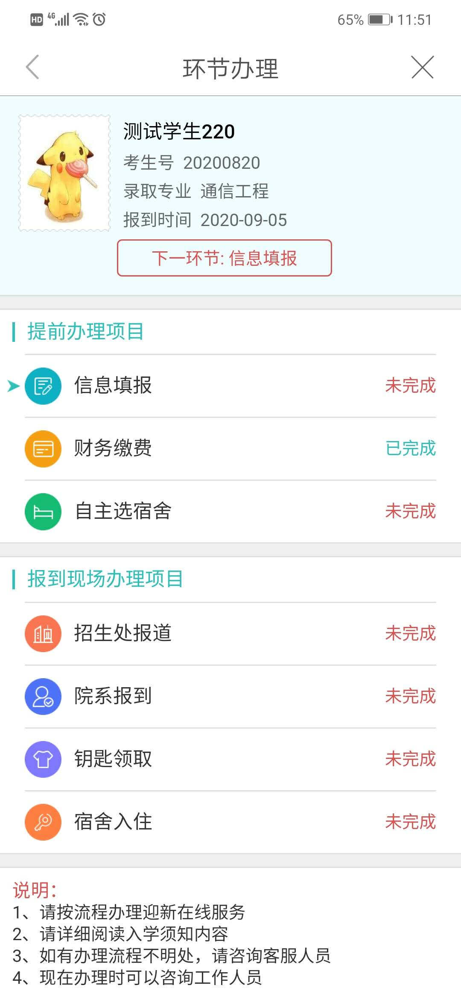 HD 4G 65% 11:51
环节办理
测试学生220
考生号 20200820
录取专业 通信工程
报到时间 2020-09-05
下一环节: 信息填报
提前办理项目
信息填报 未完成
财务缴费 已完成
自主选宿舍 未完成
报到现场办理项目
招生处报道 未完成
院系报到 未完成
钥匙领取 未完成
宿舍入住 未完成
说明：
1、请按流程办理迎新在线服务
2、请详细阅读入学须知内容
3、如有办理流程不明处，请咨询客服人员
4、现在办理时可以咨询工作人员